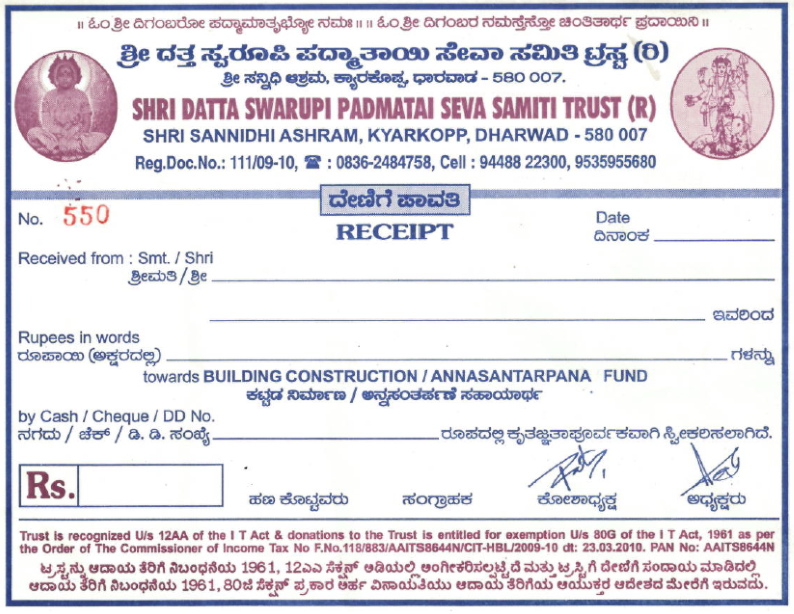 ॥ ಓಂ ಶ್ರೀ ದಿಗಂಬರೋ ಪದ್ಮಾಮಾತೃಭ್ಯೋ ನಮಃ ॥ ॥ ಓಂ ಶ್ರೀ ದಿಗಂಬರ ನಮಸ್ತೆಸ್ತೋ ಚಿಂತಿತಾರ್ಥ ಪ್ರದಾಯಿನಿ ॥
ಶ್ರೀ ದತ್ತ ಸ್ವರೂಪಿ ಪದ್ಮಾತಾಯಿ ಸೇವಾ ಸಮಿತಿ ಟ್ರಸ್ಟ (ರಿ)
ಶ್ರೀ ಸನ್ನಿಧಿ ಆಶ್ರಮ, ಕ್ಯಾರಕೊಪ್ಪ, ಧಾರವಾಡ - 580 007.
SHRI DATTA SWARUPI PADMATAI SEVA SAMITI TRUST (R)
SHRI SANNIDHI ASHRAM, KYARKOPP, DHARWAD - 580 007
Reg.Doc.No.: 111/09-10, ☎ : 0836-2484758, Cell : 94488 22300, 9535955680
ದೇಣಿಗೆ ಪಾವತಿ
No. 550
RECEIPT
Date
ದಿನಾಂಕ
Received from : Smt. / Shri
ಶ್ರೀಮತಿ / ಶ್ರೀ
ಇವರಿಂದ
Rupees in words
ರೂಪಾಯಿ (ಅಕ್ಷರದಲ್ಲಿ) ಗಳನ್ನು
towards BUILDING CONSTRUCTION / ANNASANTARPANA FUND
ಕಟ್ಟಡ ನಿರ್ಮಾಣ / ಅನ್ನಸಂತರ್ಪಣೆ ಸಹಾಯಾರ್ಥ
by Cash / Cheque / DD No.
ನಗದು / ಚೆಕ್ / ಡಿ. ಡಿ. ಸಂಖ್ಯೆ ರೂಪದಲ್ಲಿ ಕೃತಜ್ಞತಾಪೂರ್ವಕವಾಗಿ ಸ್ವೀಕರಿಸಲಾಗಿದೆ.
Rs.
ಹಣ ಕೊಟ್ಟವರು ಸಂಗ್ರಾಹಕ ಕೋಶಾಧ್ಯಕ್ಷ ಅಧ್ಯಕ್ಷರು
Trust is recognized U/s 12AA of the I T Act & donations to the Trust is entitled for exemption U/s 80G of the I T Act, 1961 as per
the Order of The Commissioner of Income Tax No F.No.118/883/AAITS8644N/CIT-HBL/2009-10 dt: 23.03.2010. PAN No: AAITS8644N
ಟ್ರಸ್ಟನ್ನು ಆದಾಯ ತೆರಿಗೆ ನಿಬಂಧನೆಯ 1961, 12ಎಎ ಸೆಕ್ಷನ್ ಅಡಿಯಲ್ಲಿ ಅಂಗೀಕರಿಸಲ್ಪಟ್ಟಿದೆ ಮತ್ತು ಟ್ರಸ್ಟಿಗೆ ದೇಣಿಗೆ ಸಂದಾಯ ಮಾಡಿದಲ್ಲಿ
ಆದಾಯ ತೆರಿಗೆ ನಿಬಂಧನೆಯ 1961, 80ಜಿ ಸೆಕ್ಷನ್ ಪ್ರಕಾರ ಅರ್ಹ ವಿನಾಯಿತಿಯು ಆದಾಯ ತೆರಿಗೆಯ ಆಯುಕ್ತರ ಆದೇಶದ ಮೇರೆಗೆ ಇರುವದು.